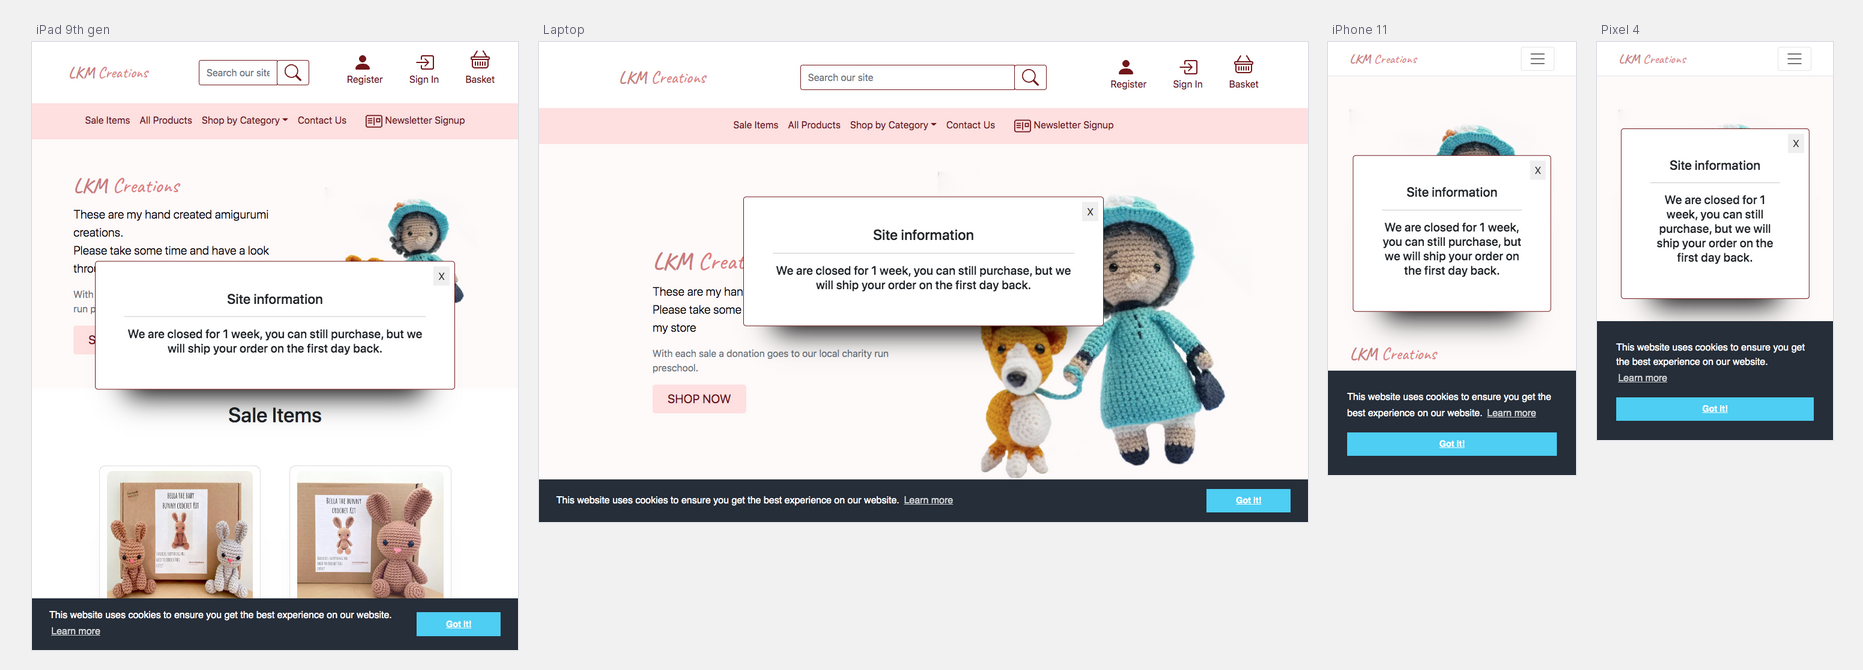 iPad 9th gen
LKM Creations
Search our site
Register
Sign In
Basket
Sale Items
All Products
Shop by Category
Contact Us
Newsletter Signup
LKM Creations
These are my hand created amigurumi
creations.
Please take some time and have a look
With
run p
X
Site information
We are closed for 1 week, you can still purchase, but we
will ship your order on the first day back.
Sale Items
BELLA THE BABY
BUNNY CROCHET KIT
BELLA THE BUNNY
CROCHET KIT
This website uses cookies to ensure you get the best experience on our website.
Learn more
Got it!
Laptop
LKM Creations
Search our site
Register
Sign In
Basket
Sale Items
All Products
Shop by Category
Contact Us
Newsletter Signup
LKM Creat
These are my han
Please take some
my store
With each sale a donation goes to our local charity run
preschool.
SHOP NOW
X
Site information
We are closed for 1 week, you can still purchase, but we
will ship your order on the first day back.
This website uses cookies to ensure you get the best experience on our website. Learn more
Got it!
iPhone 11
LKM Creations
X
Site information
We are closed for 1 week,
you can still purchase, but
we will ship your order on
the first day back.
LKM Creations
This website uses cookies to ensure you get the
best experience on our website. Learn more
Got it!
Pixel 4
LKM Creations
X
Site information
We are closed for 1
week, you can still
purchase, but we will
ship your order on the
first day back.
This website uses cookies to ensure you get
the best experience on our website.
Learn more
Got it!